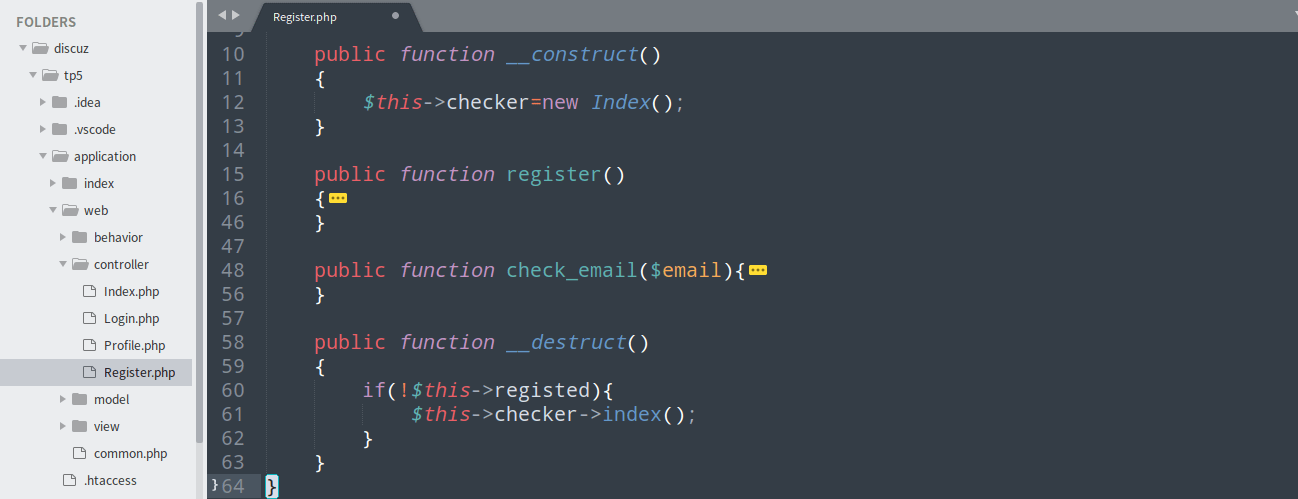 FOLDERS
discuz
tp5
.idea
.vscode
application
index
web
behavior
controller
Index.php
Login.php
Profile.php
Register.php
model
view
common.php
.htaccess
Register.php
10 public function __construct()
11 {
12 $this->checker=new Index();
13 }
14
15 public function register()
16 {
46 }
47
48 public function check_email($email){
56 }
57
58 public function __destruct()
59 {
60 if(!$this->registed){
61 $this->checker->index();
62 }
63 }
}64 }